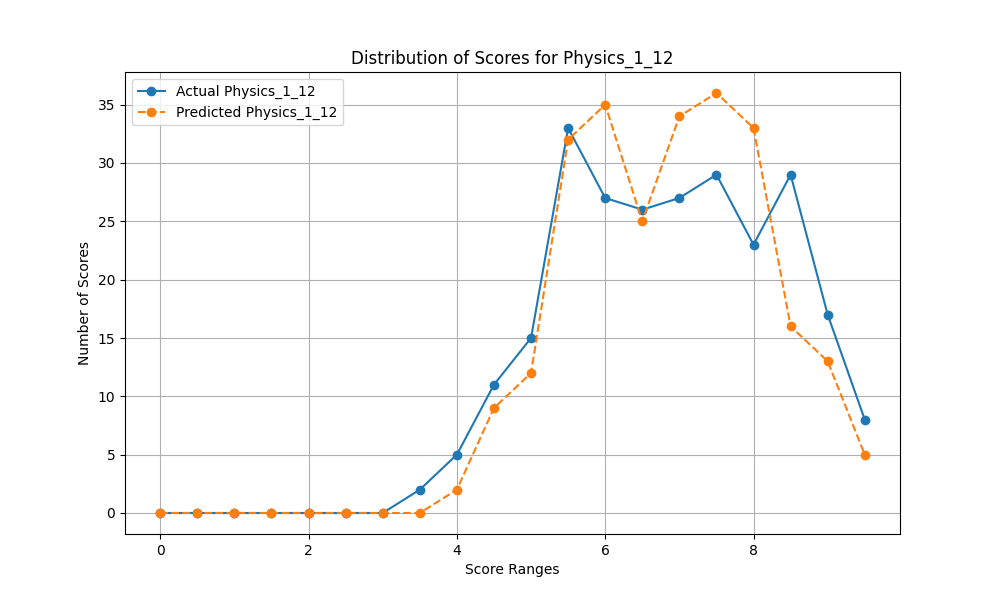 Distribution of Scores for Physics_1_12
Actual Physics_1_12
Predicted Physics_1_12
Number of Scores
35
30
25
20
15
10
5
0
0 2 4 6 8
Score Ranges